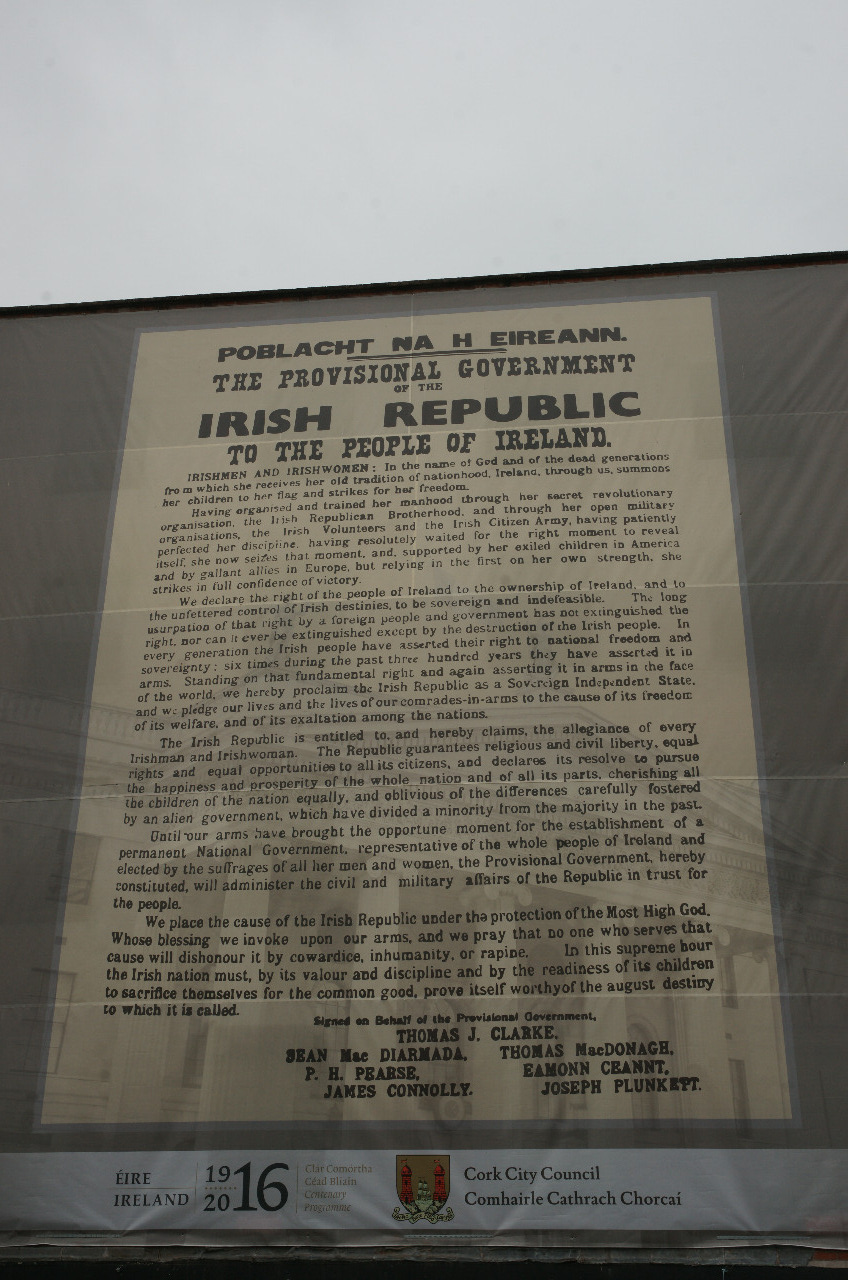 POBLACHT NA H EIREANN.
THE PROVISIONAL GOVERNMENT
OF THE
IRISH REPUBLIC
TO THE PEOPLE OF IRELAND.
IRISHMEN AND IRISHWOMEN: In the name of God and of the dead generations
from which she receives her old tradition of nationhood, Ireland, through us, summons
her children to her flag and strikes for her freedom.
Having organised and trained her manhood through her secret revolutionary
organisation, the Irish Republican Brotherhood, and through her open military
organisations, the Irish Volunteers and the Irish Citizen Army, having patiently
perfected her discipline, having resolutely waited for the right moment to reveal
itself, she now seizes that moment, and, supported by her exiled children in America
and by gallant allies in Europe, but relying in the first on her own strength, she
strikes in full confidence of victory.
We declare the right of the people of Ireland to the ownership of Ireland, and to
the unfettered control of Irish destinies, to be sovereign and indefeasible. The long
usurpation of that right by a foreign people and government has not extinguished the
right, nor can it ever be extinguished except by the destruction of the Irish people. In
every generation the Irish people have asserted their right to national freedom and
sovereignty; six times during the past three hundred years they have asserted it in
arms. Standing on that fundamental right and again asserting it in arms in the face
of the world, we hereby proclaim the Irish Republic as a Sovereign Independent State,
and we pledge our lives and the lives of our comrades-in-arms to the cause of its freedom
of its welfare, and of its exaltation among the nations.
The Irish Republic is entitled to, and hereby claims, the allegiance of every
Irishman and Irishwoman. The Republic guarantees religious and civil liberty, equal
rights and equal opportunities to all its citizens, and declares its resolve to pursue
the happiness and prosperity of the whole nation and of all its parts, cherishing all
the children of the nation equally, and oblivious of the differences carefully fostered
by an alien government, which have divided a minority from the majority in the past.
Until our arms have brought the opportune moment for the establishment of a
permanent National Government, representative of the whole people of Ireland and
elected by the suffrages of all her men and women, the Provisional Government, hereby
constituted, will administer the civil and military affairs of the Republic in trust for
the people.
We place the cause of the Irish Republic under the protection of the Most High God,
Whose blessing we invoke upon our arms, and we pray that no one who serves that
cause will dishonour it by cowardice, inhumanity, or rapine. In this supreme hour
the Irish nation must, by its valour and discipline and by the readiness of its children
to sacrifice themselves for the common good, prove itself worthy of the august destiny
to which it is called.
Signed on Behalf of the Provisional Government,
THOMAS J. CLARKE,
SEAN Mac DIARMADA, THOMAS MacDONAGH,
P. H. PEARSE, EAMONN CEANNT,
JAMES CONNOLLY. JOSEPH PLUNKETT.
ÉIRE
IRELAND
1916
2016
Clár Comórtha
Céad Bliain
Centenary
Programme
Cork City Council
Comhairle Cathrach Chorcaí